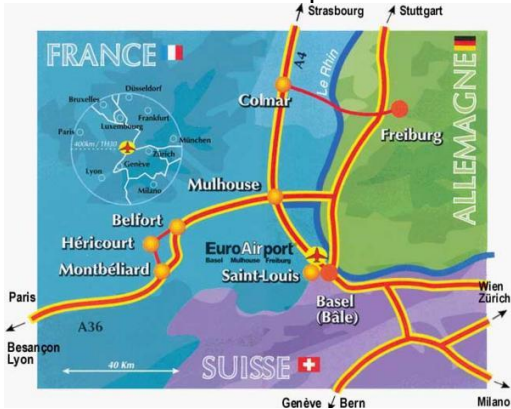 Strasbourg
Stuttgart
FRANCE
A4
Le Rhin
ALLEMAGNE
Colmar
Freiburg
Düsseldorf
Bruxelles
Frankfurt
Luxembourg
Paris
München
400km / 1H30
Zürich
Genève
Lyon
Milano
Mulhouse
Belfort
Héricourt
Montbéliard
EuroAirport
Basel Mulhouse Freiburg
Saint-Louis
Basel
(Bâle)
Paris
A36
Besançon
Lyon
Wien
Zürich
40 Km
SUISSE
Genève
Bern
Milano